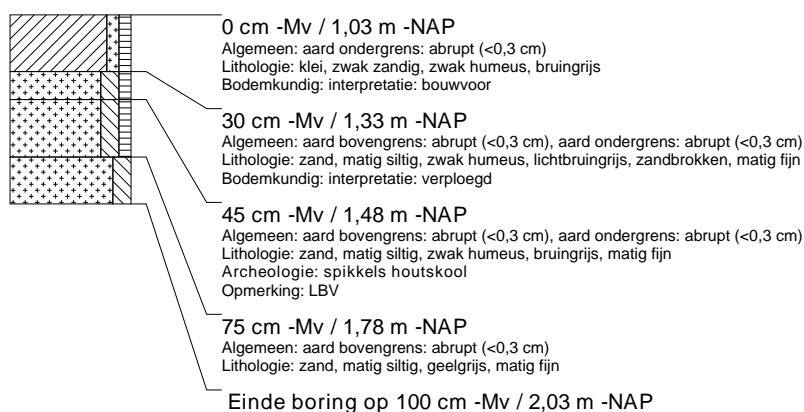 0 cm -Mv / 1,03 m -NAP
Algemeen: aard ondergrens: abrupt (<0,3 cm)
Lithologie: klei, zwak zandig, zwak humeus, bruingrijs
Bodemkundig: interpretatie: bouwvoor
30 cm -Mv / 1,33 m -NAP
Algemeen: aard bovengrens: abrupt (<0,3 cm), aard ondergrens: abrupt (<0,3 cm)
Lithologie: zand, matig siltig, zwak humeus, lichtbruingrijs, zandbrokken, matig fijn
Bodemkundig: interpretatie: verploegd
45 cm -Mv / 1,48 m -NAP
Algemeen: aard bovengrens: abrupt (<0,3 cm), aard ondergrens: abrupt (<0,3 cm)
Lithologie: zand, matig siltig, zwak humeus, bruingrijs, matig fijn
Archeologie: spikkels houtskool
Opmerking: LBV
75 cm -Mv / 1,78 m -NAP
Algemeen: aard bovengrens: abrupt (<0,3 cm)
Lithologie: zand, matig siltig, geelgrijs, matig fijn
Einde boring op 100 cm -Mv / 2,03 m -NAP